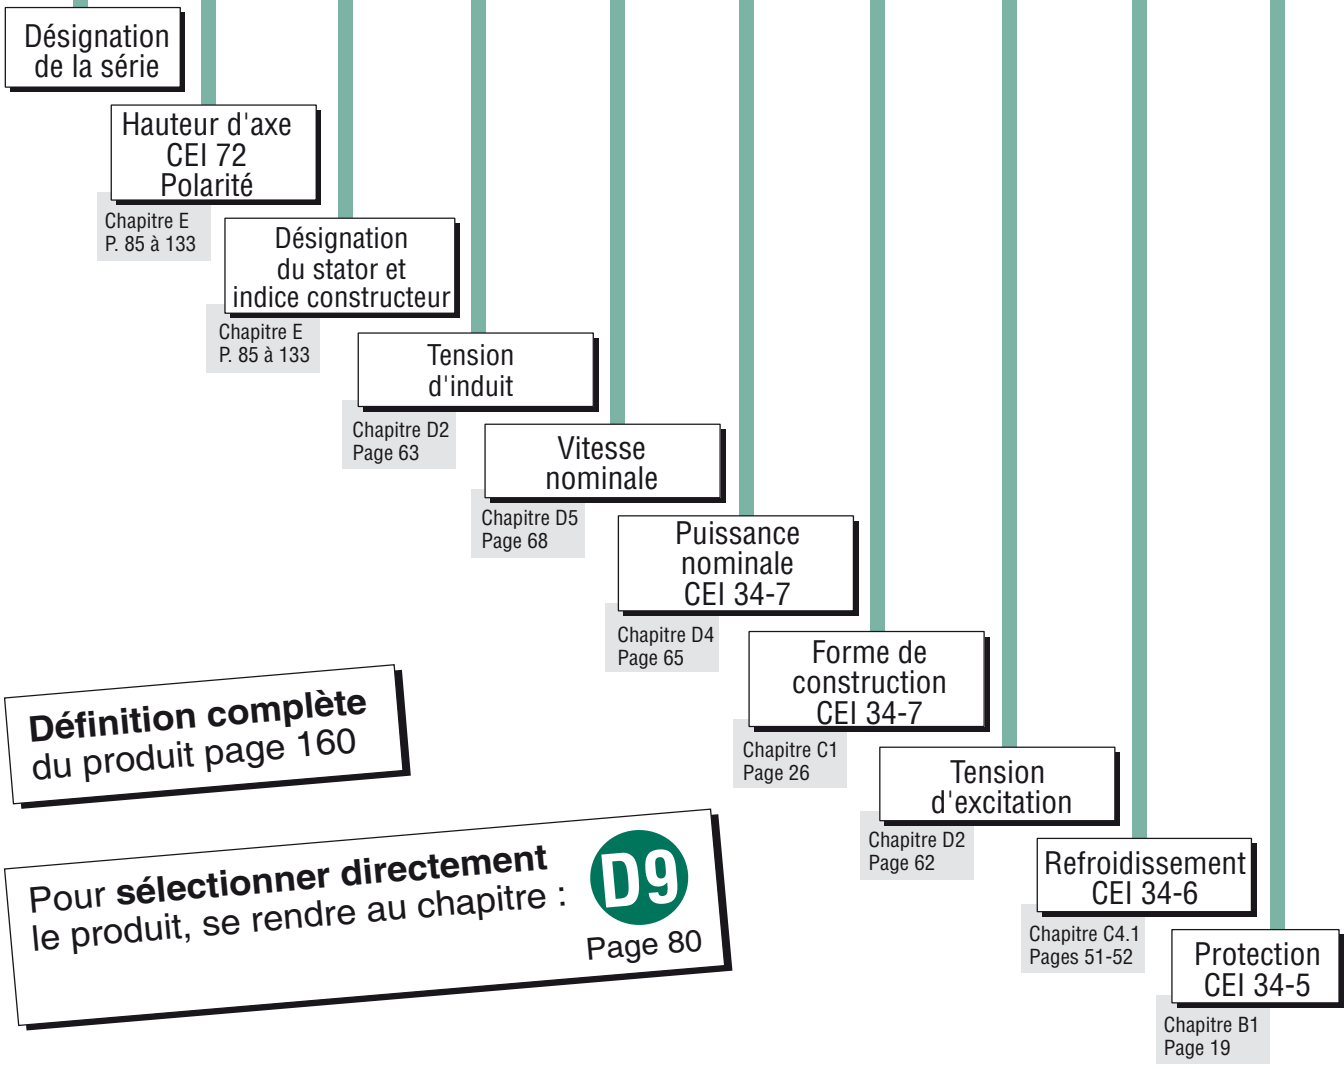 Désignation
de la série
Hauteur d'axe
CEI 72
Polarité
Chapitre E
P. 85 à 133
Désignation
du stator et
indice constructeur
Chapitre E
P. 85 à 133
Tension
d'induit
Chapitre D2
Page 63
Vitesse
nominale
Chapitre D5
Page 68
Puissance
nominale
CEI 34-7
Chapitre D4
Page 65
Forme de
construction
CEI 34-7
Chapitre C1
Page 26
Tension
d'excitation
Chapitre D2
Page 62
Refroidissement
CEI 34-6
Chapitre C4.1
Pages 51-52
Protection
CEI 34-5
Chapitre B1
Page 19
Définition complète
du produit page 160
Pour sélectionner directement
le produit, se rendre au chapitre :
D9
Page 80